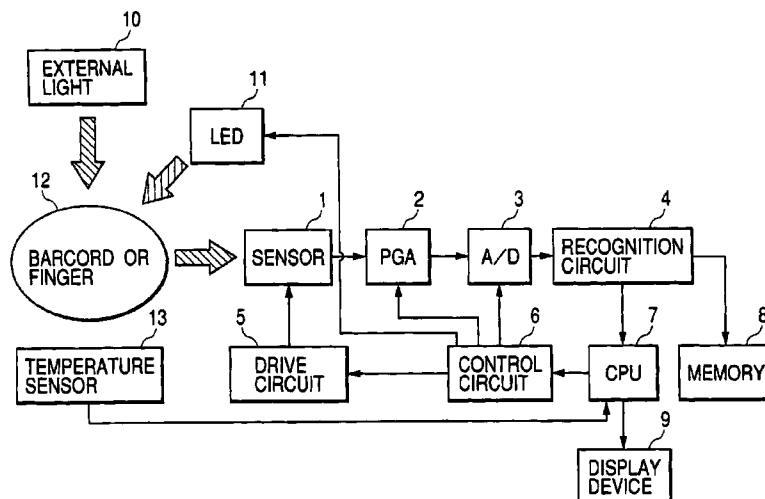 10
EXTERNAL
LIGHT
11
LED
12
BARCORD OR
FINGER
1
SENSOR
2
PGA
3
A/D
4
RECOGNITION
CIRCUIT
13
TEMPERATURE
SENSOR
5
DRIVE
CIRCUIT
6
CONTROL
CIRCUIT
7
CPU
8
MEMORY
9
DISPLAY
DEVICE